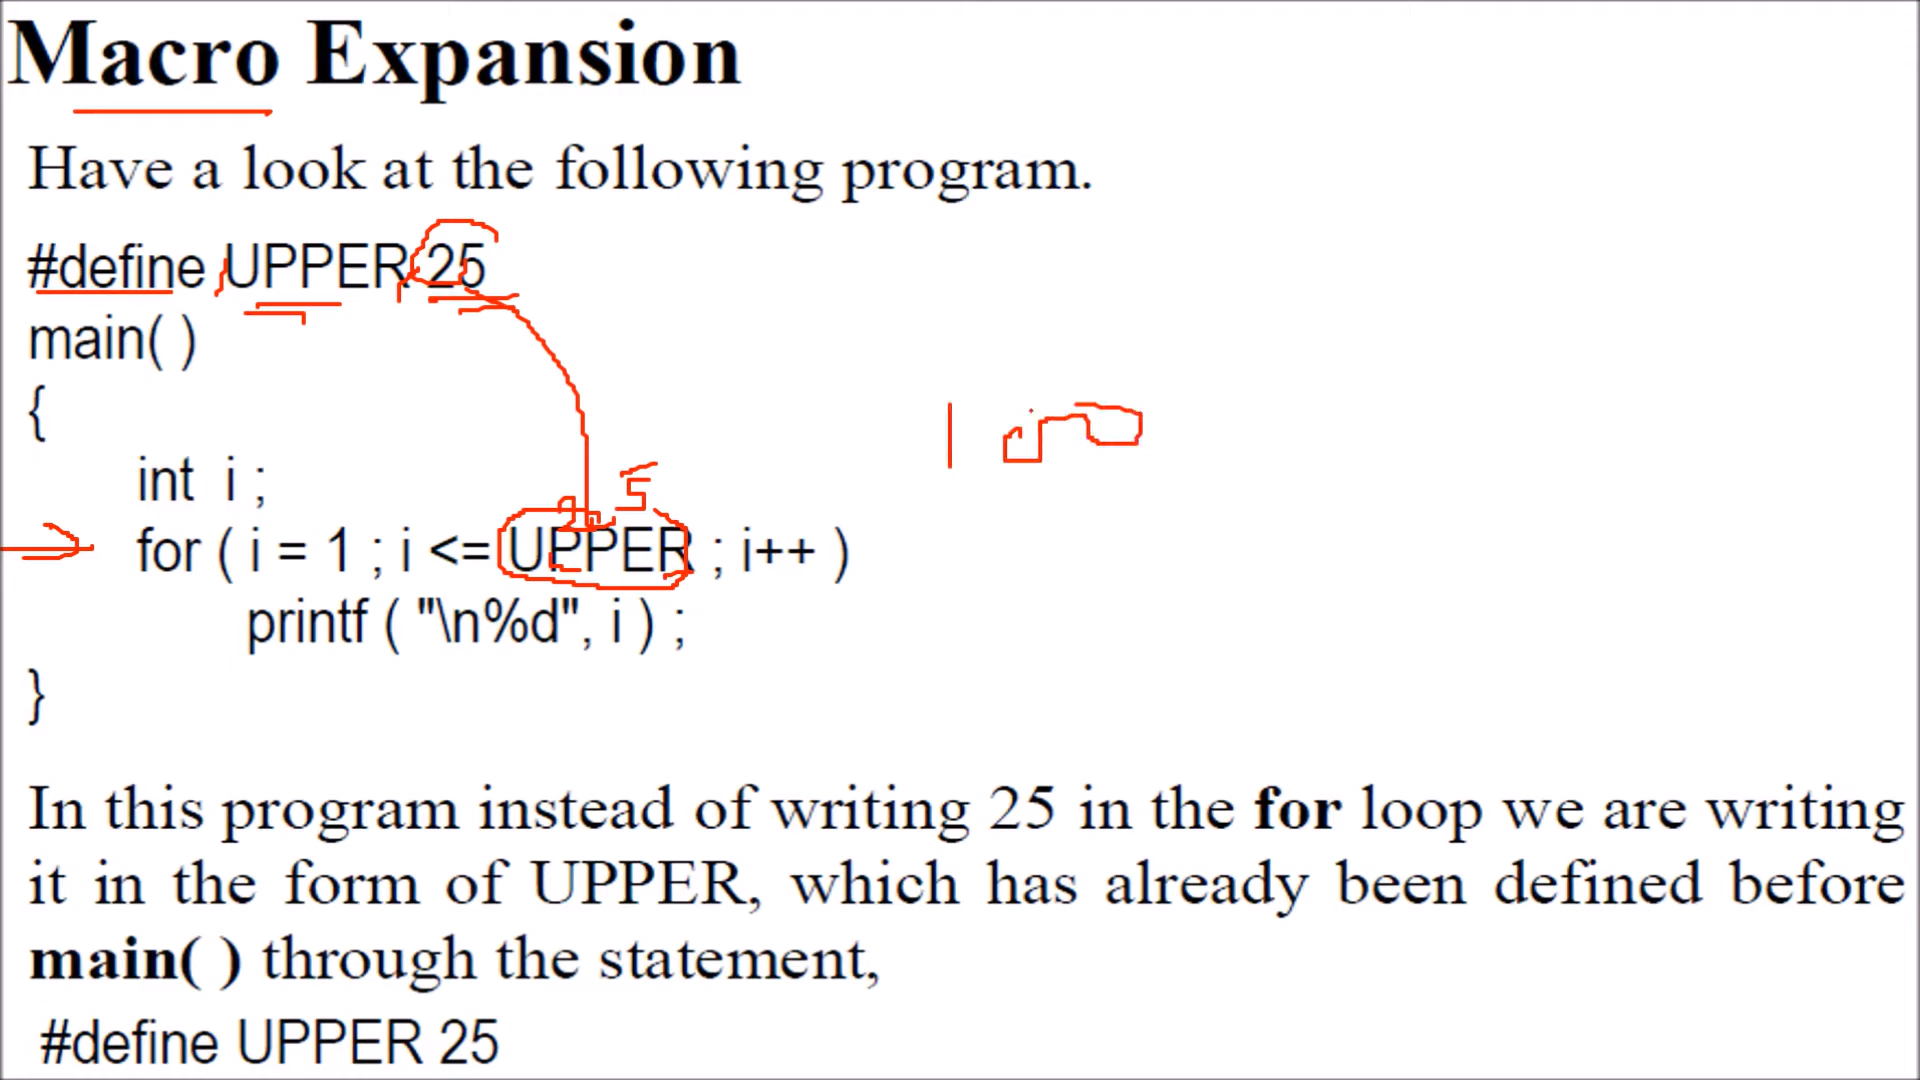 Macro Expansion
Have a look at the following program.
#define UPPER 25
main( )
{
int i ;
for ( i = 1 ; i <= UPPER ; i++ )
printf ( "\n%d", i ) ;
}
In this program instead of writing 25 in the for loop we are writing
it in the form of UPPER, which has already been defined before
main( ) through the statement,
#define UPPER 25